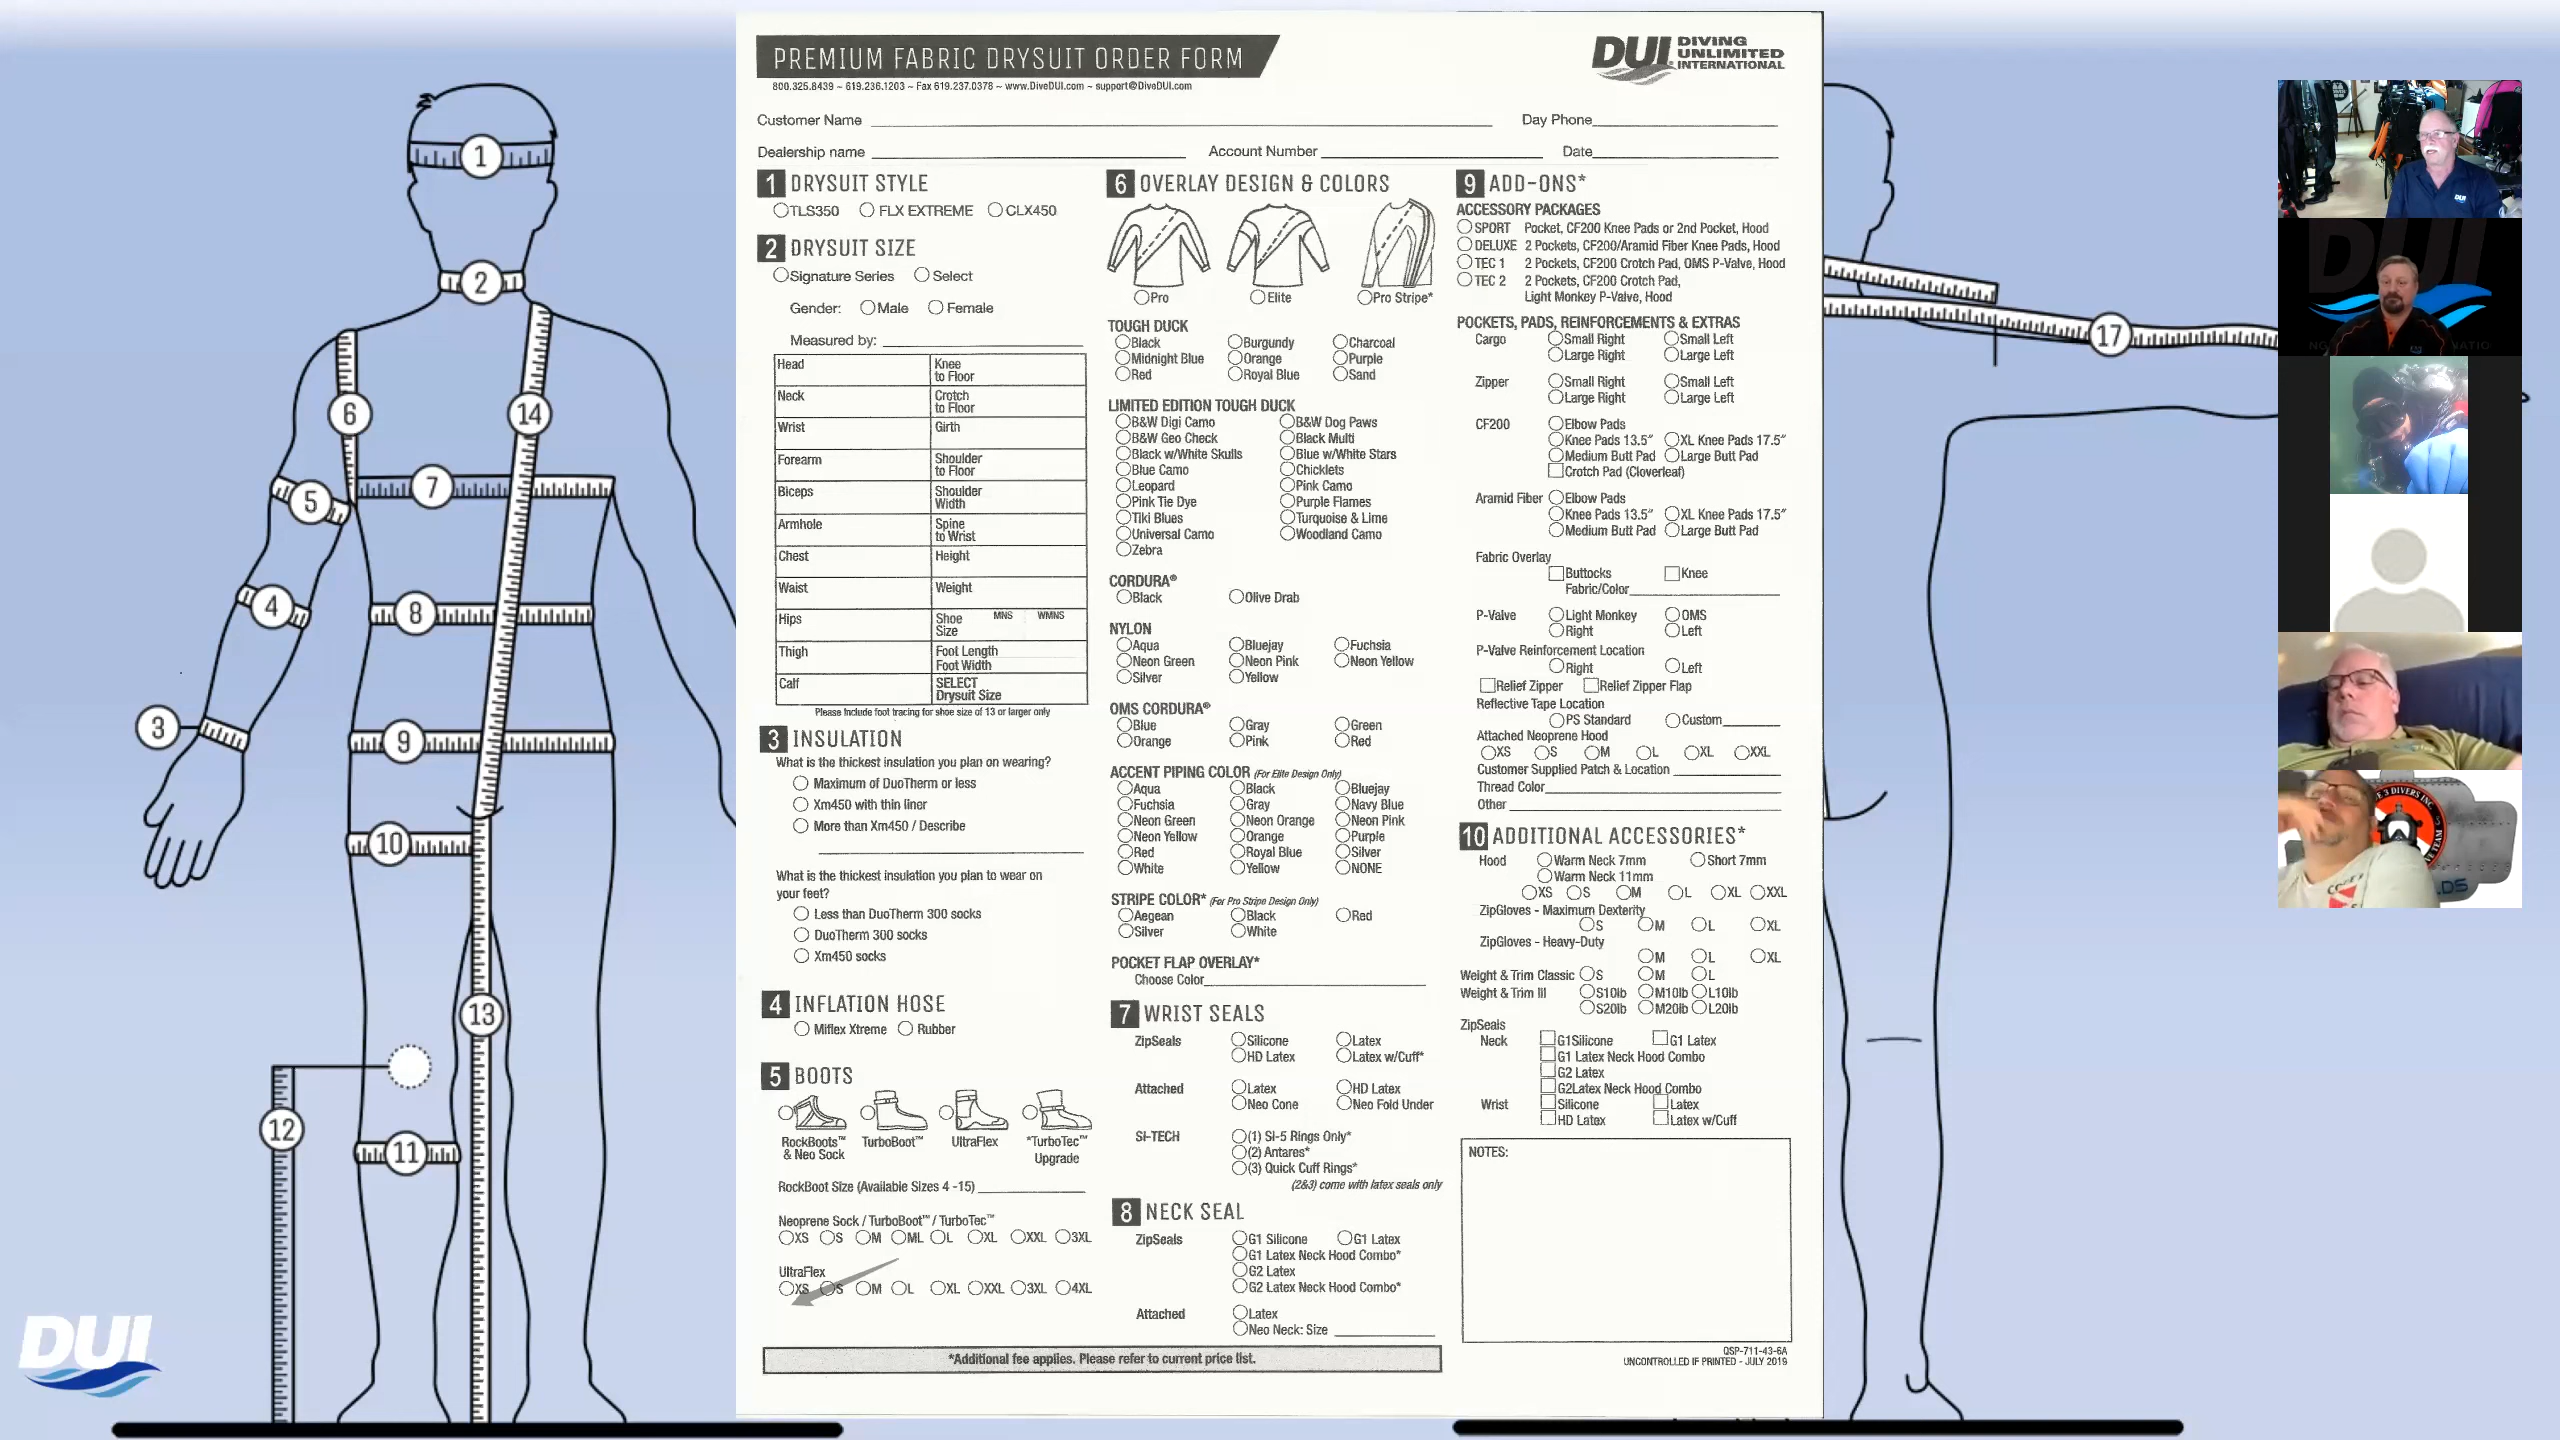 PREMIUM FABRIC DRYSUIT ORDER FORM
800.325.8439 ~ 619.236.1203 ~ Fax 619.237.0378 ~ www.DiveDUI.com ~ support@DiveDUI.com
DUI DIVING UNLIMITED INTERNATIONAL
Customer Name Day Phone
Dealership name Account Number Date
1 DRYSUIT STYLE
TLS350 FLX EXTREME CLX450
2 DRYSUIT SIZE
Signature Series Select
Gender: Male Female
Measured by:
Head Knee to Floor
Neck Crotch to Floor
Wrist Girth
Forearm Shoulder to Floor
Biceps Shoulder Width
Armhole Spine to Wrist
Chest Height
Waist Weight
Hips Shoe Size MNS WMNS
Thigh Foot Length Foot Width
Calf SELECT Drysuit Size
Please include foot tracing for shoe size of 13 or larger only
3 INSULATION
What is the thickest insulation you plan on wearing?
Maximum of DuoTherm or less
Xm450 with thin liner
More than Xm450 / Describe
What is the thickest insulation you plan to wear on
your feet?
Less than DuoTherm 300 socks
DuoTherm 300 socks
Xm450 socks
4 INFLATION HOSE
Miflex Xtreme Rubber
5 BOOTS
RockBoots™ & Neo Sock TurboBoot™ UltraFlex *TurboTec™ Upgrade
RockBoot Size (Available Sizes 4 -15)
Neoprene Sock / TurboBoot™ / TurboTec™
XS S M ML L XL XXL 3XL
UltraFlex
XS S M L XL XXL 3XL 4XL
6 OVERLAY DESIGN & COLORS
Pro Elite Pro Stripe*
TOUGH DUCK
Black Burgundy Charcoal
Midnight Blue Orange Purple
Red Royal Blue Sand
LIMITED EDITION TOUGH DUCK
B&W Digi Camo B&W Dog Paws
B&W Geo Check Black Multi
Black w/White Skulls Blue w/White Stars
Blue Camo Chicklets
Leopard Pink Camo
Pink Tie Dye Purple Flames
Tiki Blues Turquoise & Lime
Universal Camo Woodland Camo
Zebra
CORDURA®
Black Olive Drab
NYLON
Aqua Bluejay Fuchsia
Neon Green Neon Pink Neon Yellow
Silver Yellow
OMS CORDURA®
Blue Gray Green
Orange Pink Red
ACCENT PIPING COLOR (For Elite Design Only)
Aqua Black Bluejay
Fuchsia Gray Navy Blue
Neon Green Neon Orange Neon Pink
Neon Yellow Orange Purple
Red Royal Blue Silver
White Yellow NONE
STRIPE COLOR* (For Pro Stripe Design Only)
Aegean Black Red
Silver White
POCKET FLAP OVERLAY*
Choose Color
7 WRIST SEALS
ZipSeals Silicone Latex
HD Latex Latex w/Cuff*
Attached Latex HD Latex
Neo Cone Neo Fold Under
SI-TECH (1) SI-5 Rings Only*
(2) Antares*
(3) Quick Cuff Rings*
(2&3) come with latex seals only
8 NECK SEAL
ZipSeals G1 Silicone G1 Latex
G1 Latex Neck Hood Combo*
G2 Latex
G2 Latex Neck Hood Combo*
Attached Latex
Neo Neck: Size
*Additional fee applies. Please refer to current price list.
9 ADD-ONS*
ACCESSORY PACKAGES
SPORT Pocket, CF200 Knee Pads or 2nd Pocket, Hood
DELUXE 2 Pockets, CF200/Aramid Fiber Knee Pads, Hood
TEC 1 2 Pockets, CF200 Crotch Pad, OMS P-Valve, Hood
TEC 2 2 Pockets, CF200 Crotch Pad,
Light Monkey P-Valve, Hood
POCKETS, PADS, REINFORCEMENTS & EXTRAS
Cargo Small Right Small Left
Large Right Large Left
Zipper Small Right Small Left
Large Right Large Left
CF200 Elbow Pads
Knee Pads 13.5" XL Knee Pads 17.5"
Medium Butt Pad Large Butt Pad
Crotch Pad (Cloverleaf)
Aramid Fiber Elbow Pads
Knee Pads 13.5" XL Knee Pads 17.5"
Medium Butt Pad Large Butt Pad
Fabric Overlay
Buttocks Knee
Fabric/Color
P-Valve Light Monkey OMS
Right Left
P-Valve Reinforcement Location
Right Left
Relief Zipper Relief Zipper Flap
Reflective Tape Location
PS Standard Custom
Attached Neoprene Hood
XS S M L XL XXL
Customer Supplied Patch & Location
Thread Color
Other
10 ADDITIONAL ACCESSORIES*
Hood Warm Neck 7mm Short 7mm
Warm Neck 11mm
XS S M L XL XXL
ZipGloves - Maximum Dexterity
S M L XL
ZipGloves - Heavy-Duty
M L XL
Weight & Trim Classic S M L
Weight & Trim III S10lb M10lb L10lb
S20lb M20lb L20lb
ZipSeals
Neck G1Silicone G1 Latex
G1 Latex Neck Hood Combo
G2 Latex
G2Latex Neck Hood Combo
Wrist Silicone Latex
HD Latex Latex w/Cuff
NOTES:
QSP-711-43-6A
UNCONTROLLED IF PRINTED - JULY 2019
1
2
6
14
7
5
4
8
3
9
10
13
12
11
17
DUI
DUI